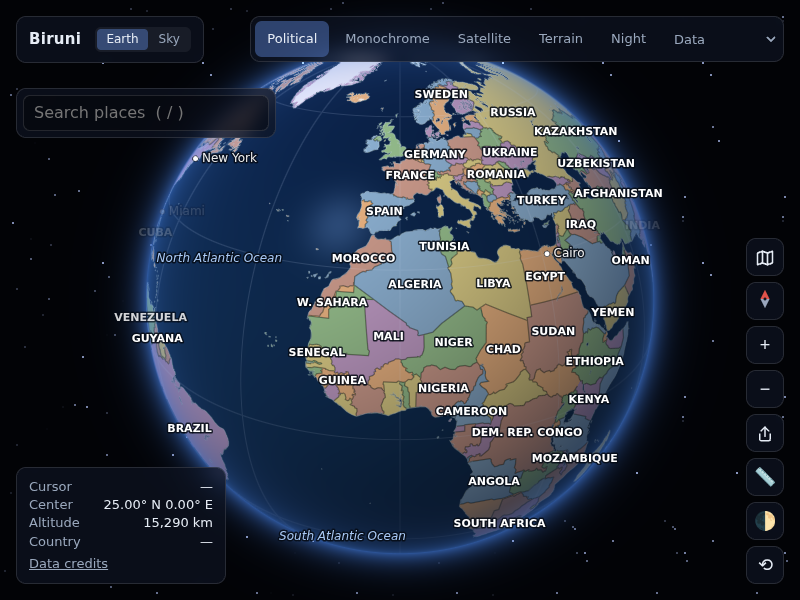 Biruni
Earth
Sky
Political
Monochrome
Satellite
Terrain
Night
Data
Search places ( / )
SWEDEN
RUSSIA
KAZAKHSTAN
New York
GERMANY
UKRAINE
UZBEKISTAN
FRANCE
ROMANIA
AFGHANISTAN
TURKEY
Miami
SPAIN
CUBA
IRAQ
INDIA
TUNISIA
North Atlantic Ocean
MOROCCO
Cairo
OMAN
ALGERIA
LIBYA
EGYPT
W. SAHARA
VENEZUELA
YEMEN
GUYANA
MALI
NIGER
CHAD
SUDAN
SENEGAL
ETHIOPIA
GUINEA
NIGERIA
KENYA
CAMEROON
BRAZIL
DEM. REP. CONGO
MOZAMBIQUE
ANGOLA
SOUTH AFRICA
South Atlantic Ocean
Cursor —
Center 25.00° N 0.00° E
Altitude 15,290 km
Country —
Data credits